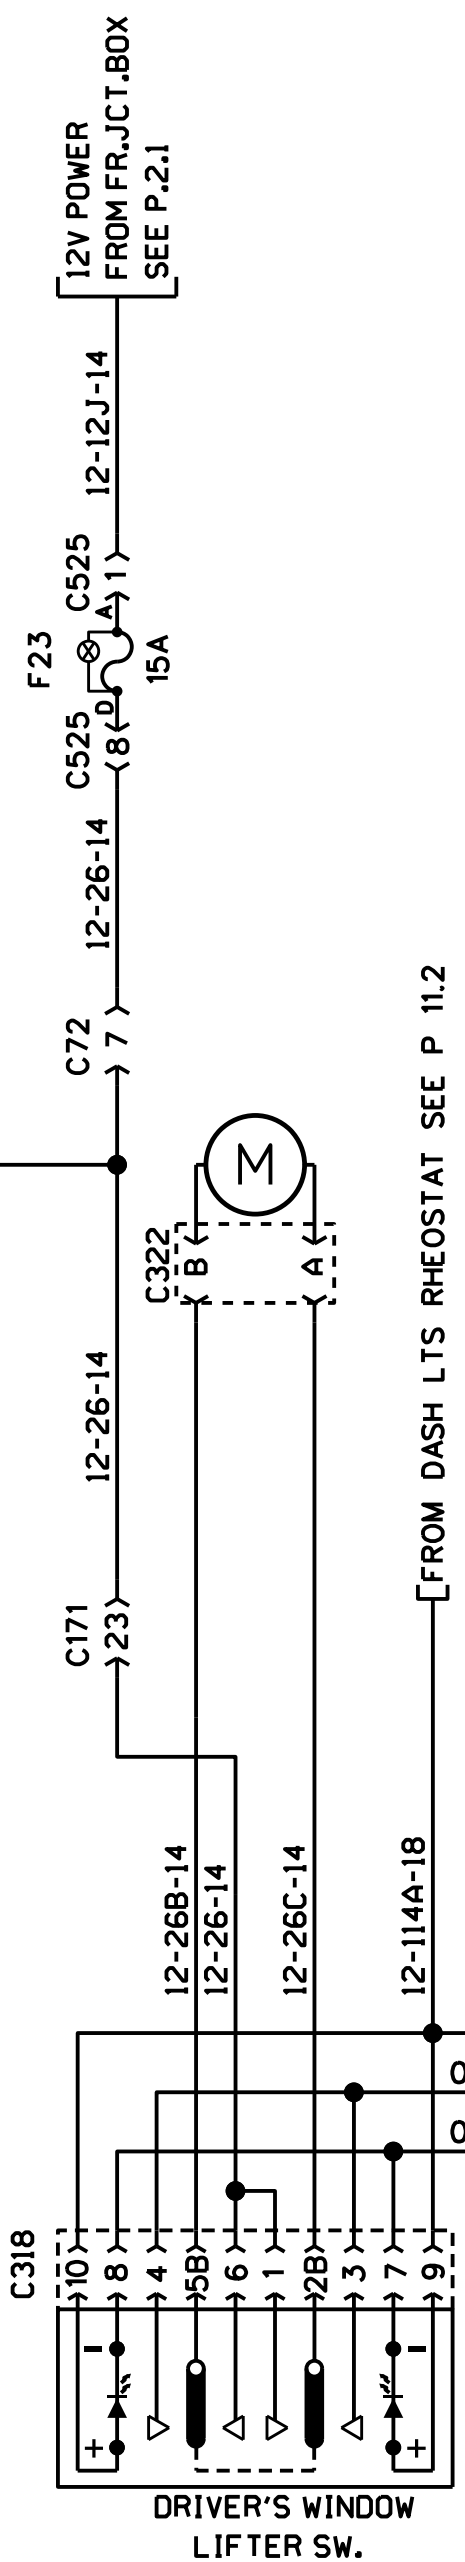 12V POWER
FROM FR.JCT.BOX
SEE P.2.1
12-12J-14
C525
1
A
F23
15A
D
C525
8
12-26-14
C72
7
M
C322
B
A
12-26-14
FROM DASH LTS RHEOSTAT SEE P 11.2
C171
23
12-26B-14
12-26-14
12-26C-14
12-114A-18
0
0
C318
10
8
4
5B
6
1
2B
3
7
9
-
-
+
+
DRIVER'S WINDOW
LIFTER SW.